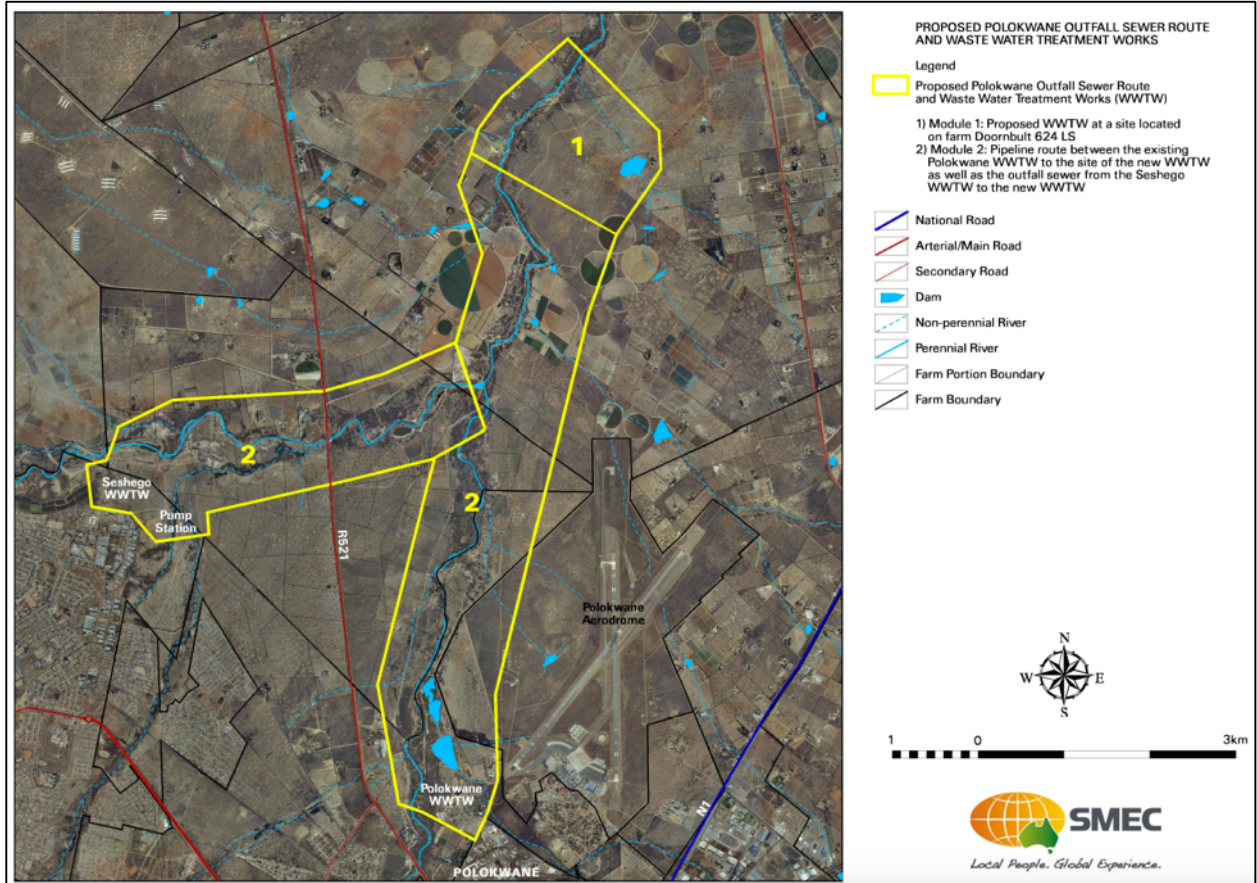 PROPOSED POLOKWANE OUTFALL SEWER ROUTE
AND WASTE WATER TREATMENT WORKS
Legend
Proposed Polokwane Outfall Sewer Route
and Waste Water Treatment Works (WWTW)
1) Module 1: Proposed WWTW at a site located
on farm Doornbult 624 LS
2) Module 2: Pipeline route between the existing
Polokwane WWTW to the site of the new WWTW
as well as the outfall sewer from the Seshego
WWTW to the new WWTW
National Road
Arterial/Main Road
Secondary Road
Dam
Non-perennial River
Perennial River
Farm Portion Boundary
Farm Boundary
1
2
Seshego
WWTW
Pump
Station
2
R521
Polokwane
Aerodrome
Polokwane
WWTW
N1
POLOKWANE
N
W E
S
1 0 3km
SMEC
Local People. Global Experience.